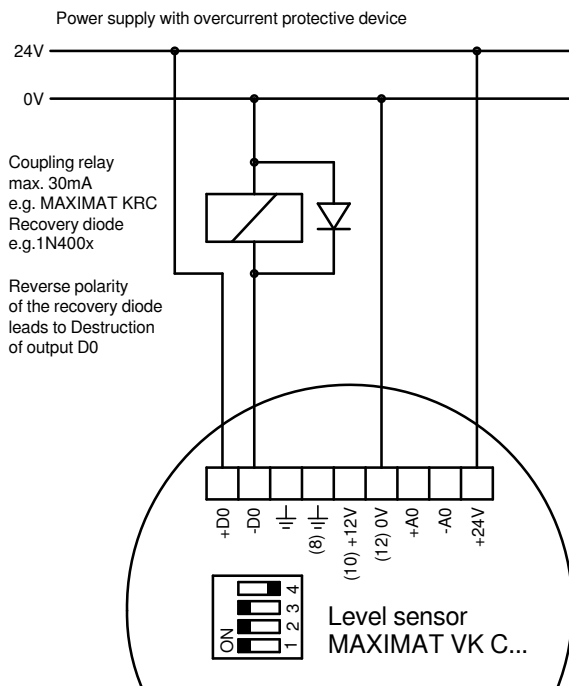 Power supply with overcurrent protective device
24V
0V
Coupling relay
max. 30mA
e.g. MAXIMAT KRC
Recovery diode
e.g.1N400x
Reverse polarity
of the recovery diode
leads to Destruction
of output D0
+D0
-D0
(8)
(10) +12V
(12) 0V
+A0
-A0
+24V
ON
1 2 3 4
Level sensor
MAXIMAT VK C...